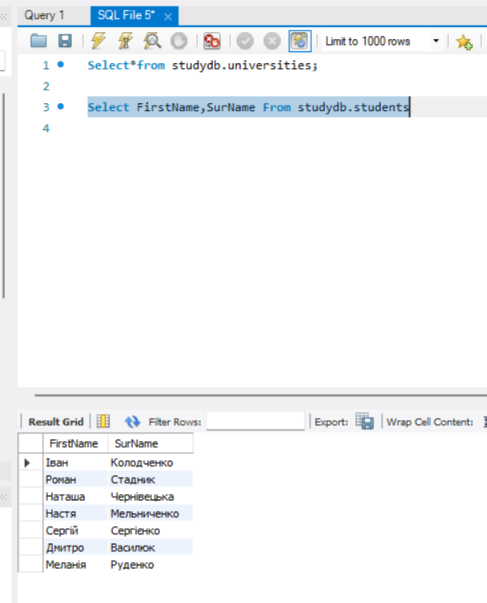 Query 1 SQL File 5*
Limit to 1000 rows
1 Select*from studydb.universities;
2
3 Select FirstName,SurName From studydb.students
4
Result Grid Filter Rows: Export: Wrap Cell Content:
FirstName SurName
Іван Колодченко
Роман Стадник
Наташа Чернівецька
Настя Мельниченко
Сергій Сергієнко
Дмитро Василюк
Меланія Руденко